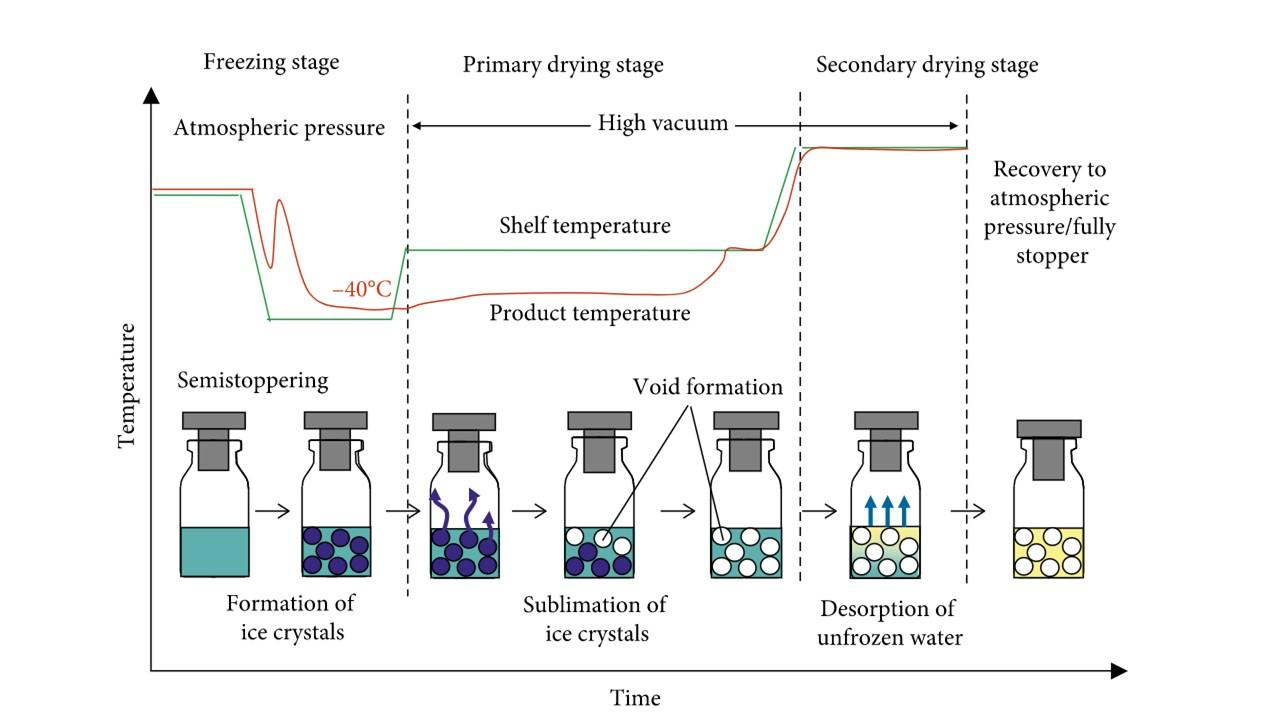 Freezing stage
Primary drying stage
Secondary drying stage
Atmospheric pressure
High vacuum
Recovery to
atmospheric
pressure/fully
stopper
Shelf temperature
–40°C
Product temperature
Temperature
Semistoppering
Void formation
Formation of
ice crystals
Sublimation of
ice crystals
Desorption of
unfrozen water
Time